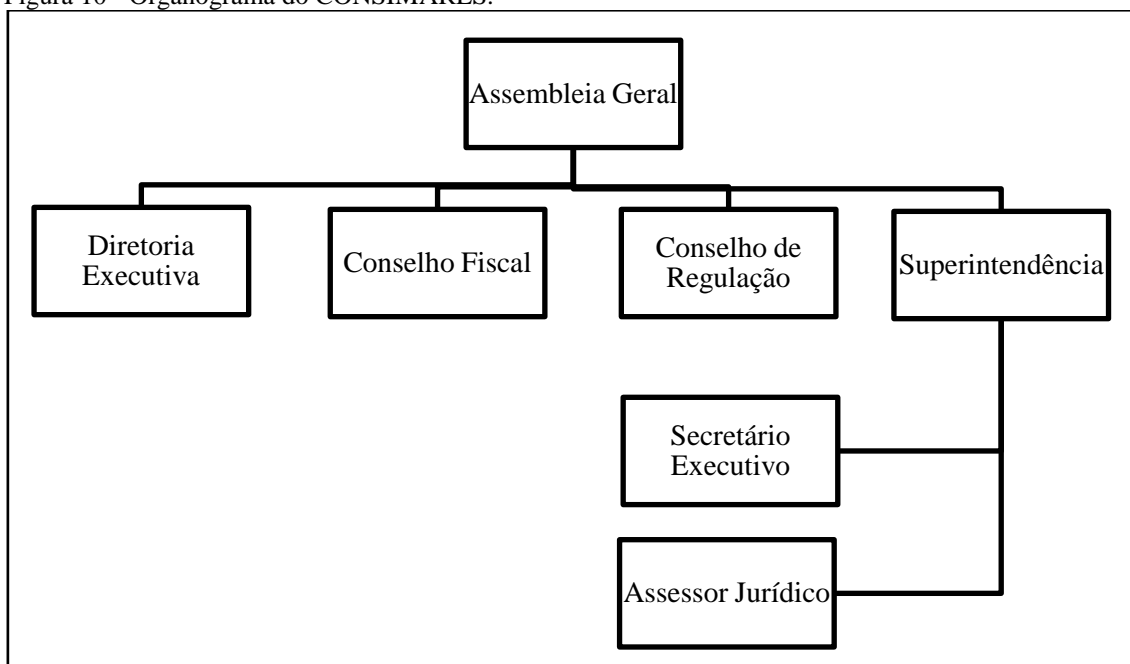 Figura 10 - Organograma do CONSIMARES.
Assembleia Geral
Diretoria
Executiva
Conselho Fiscal
Conselho de
Regulação
Superintendência
Secretário
Executivo
Assessor Jurídico